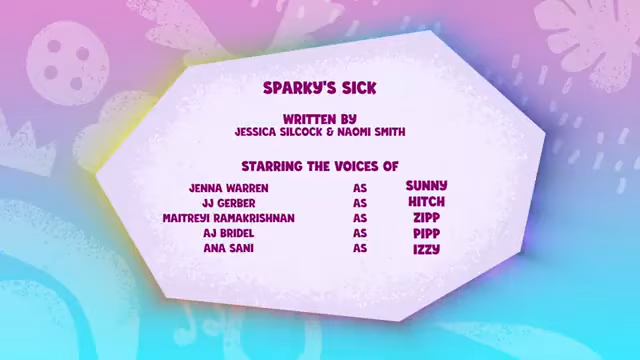 SPARKY'S SICK
WRITTEN BY
JESSICA SILCOCK & NAOMI SMITH
STARRING THE VOICES OF
JENNA WARREN AS SUNNY
JJ GERBER AS HITCH
MAITREYI RAMAKRISHNAN AS ZIPP
AJ BRIDEL AS PIPP
ANA SANI AS IZZY